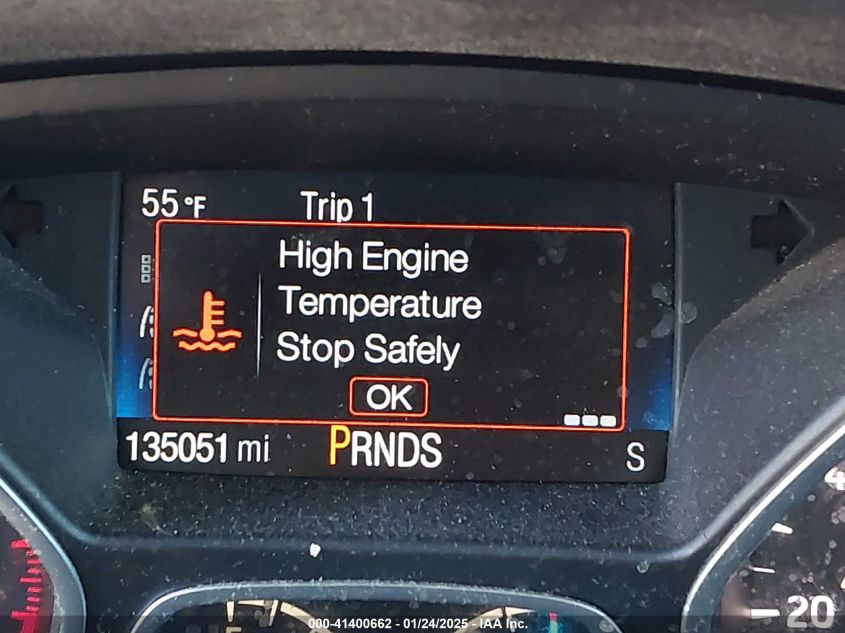 55 °F Trip 1
High Engine
Temperature
Stop Safely
OK
135051 mi PRNDS S
4
20
000-41400662 - 01/24/2025 - IAA Inc.